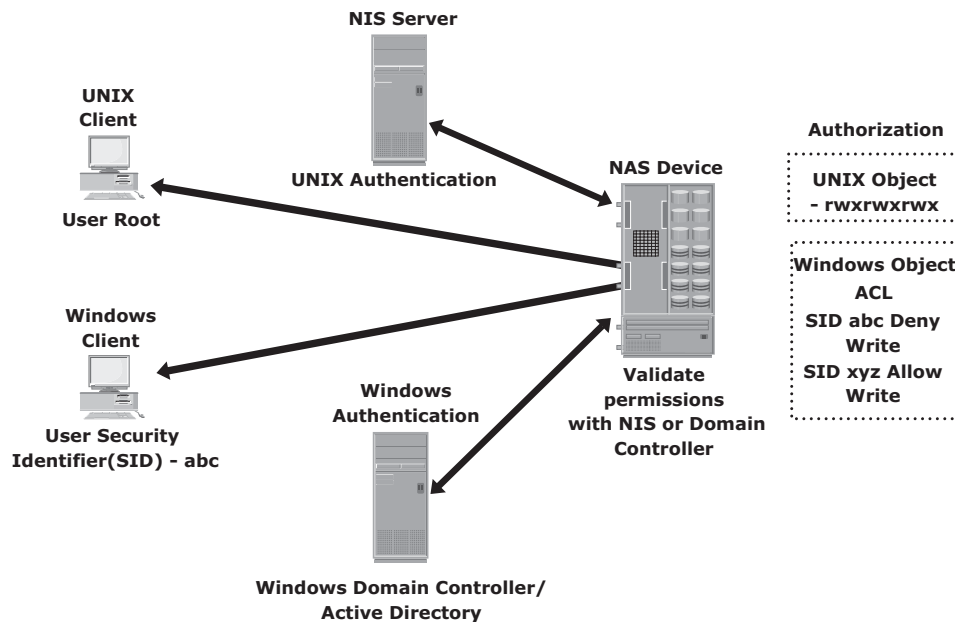 NIS Server
UNIX
Client
User Root
UNIX Authentication
NAS Device
Authorization
UNIX Object
- rwxrwxrwx
Windows Object
ACL
SID abc Deny
Write
SID xyz Allow
Write
Windows
Client
User Security
Identifier(SID) - abc
Windows
Authentication
Validate
permissions
with NIS or Domain
Controller
Windows Domain Controller/
Active Directory